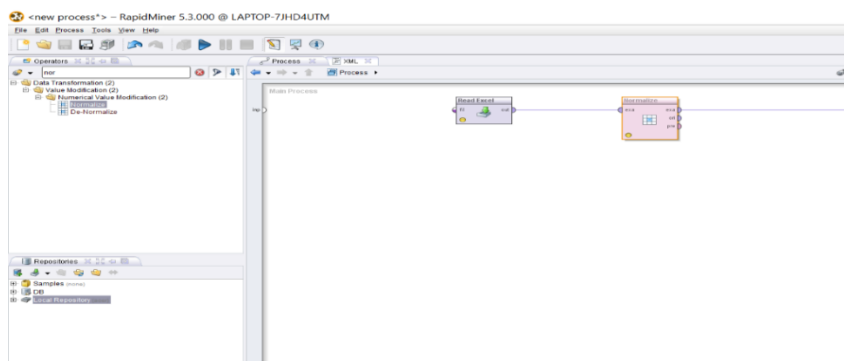 <new process*> – RapidMiner 5.3.000 @ LAPTOP-7JHD4UTM
File Edit Process Tools View Help
Operators
Process
XML
nor
Process
Data Transformation (2)
Value Modification (2)
Numerical Value Modification (2)
Normalize
De-Normalize
Main Process
inp
Read Excel
fil
out
Normalize
exa
exa
ori
pre
Repositories
Samples (none)
DB
Local Repository